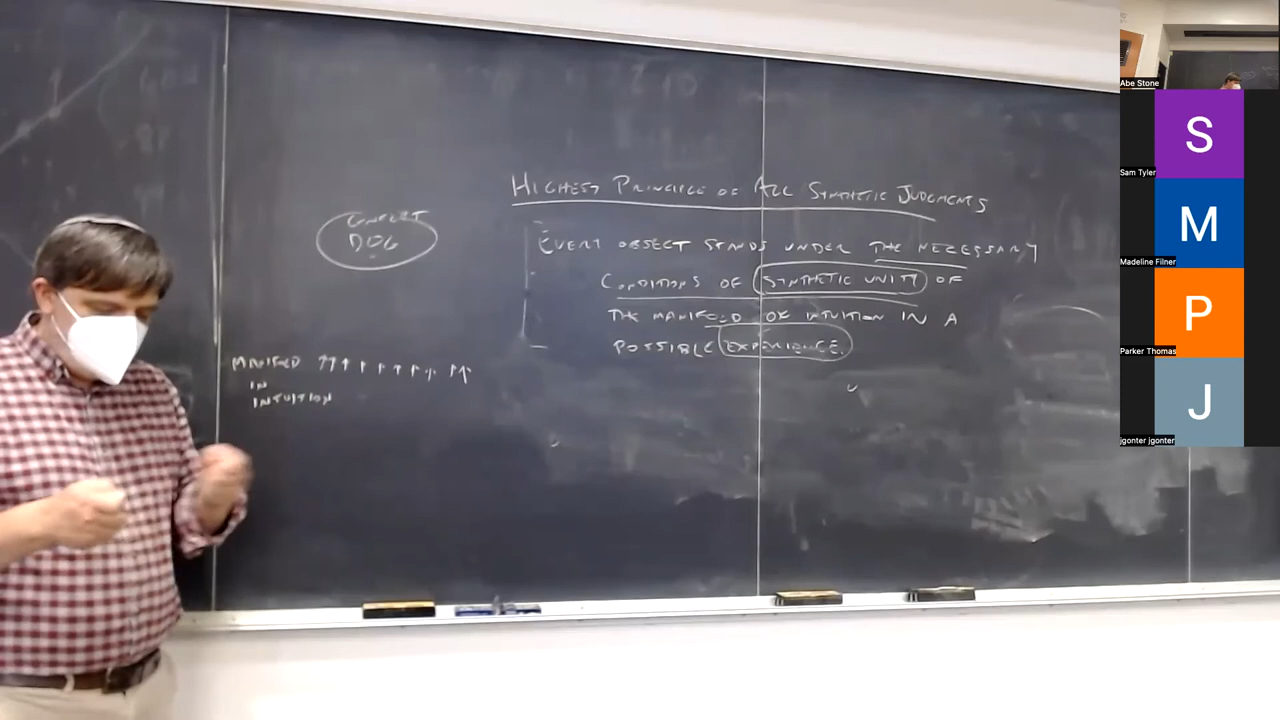 HIGHEST PRINCIPLE OF ALL SYNTHETIC JUDGMENTS
EVERY OBJECT STANDS UNDER THE NECESSARY
CONDITIONS OF SYNTHETIC UNITY OF
THE MANIFOLD OF INTUITION IN A
POSSIBLE EXPERIENCE.
CONCEPT
DOG
MANIFOLD
IN
INTUITION
Abe Stone
S
Sam Tyler
M
Madeline Filner
P
Parker Thomas
J
jgonter jgonter